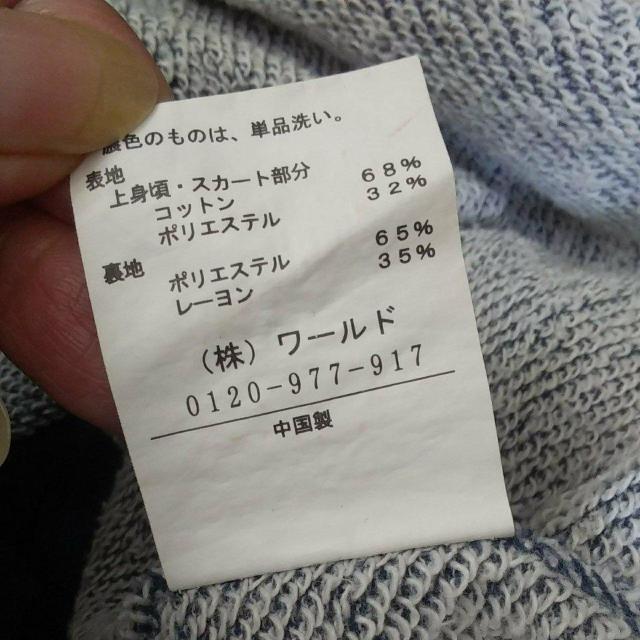 濃色のものは、単品洗い。
表地
上身頃・スカート部分
コットン 68%
ポリエステル 32%
裏地
ポリエステル 65%
レーヨン 35%
(株)ワールド
0120-977-917
中国製